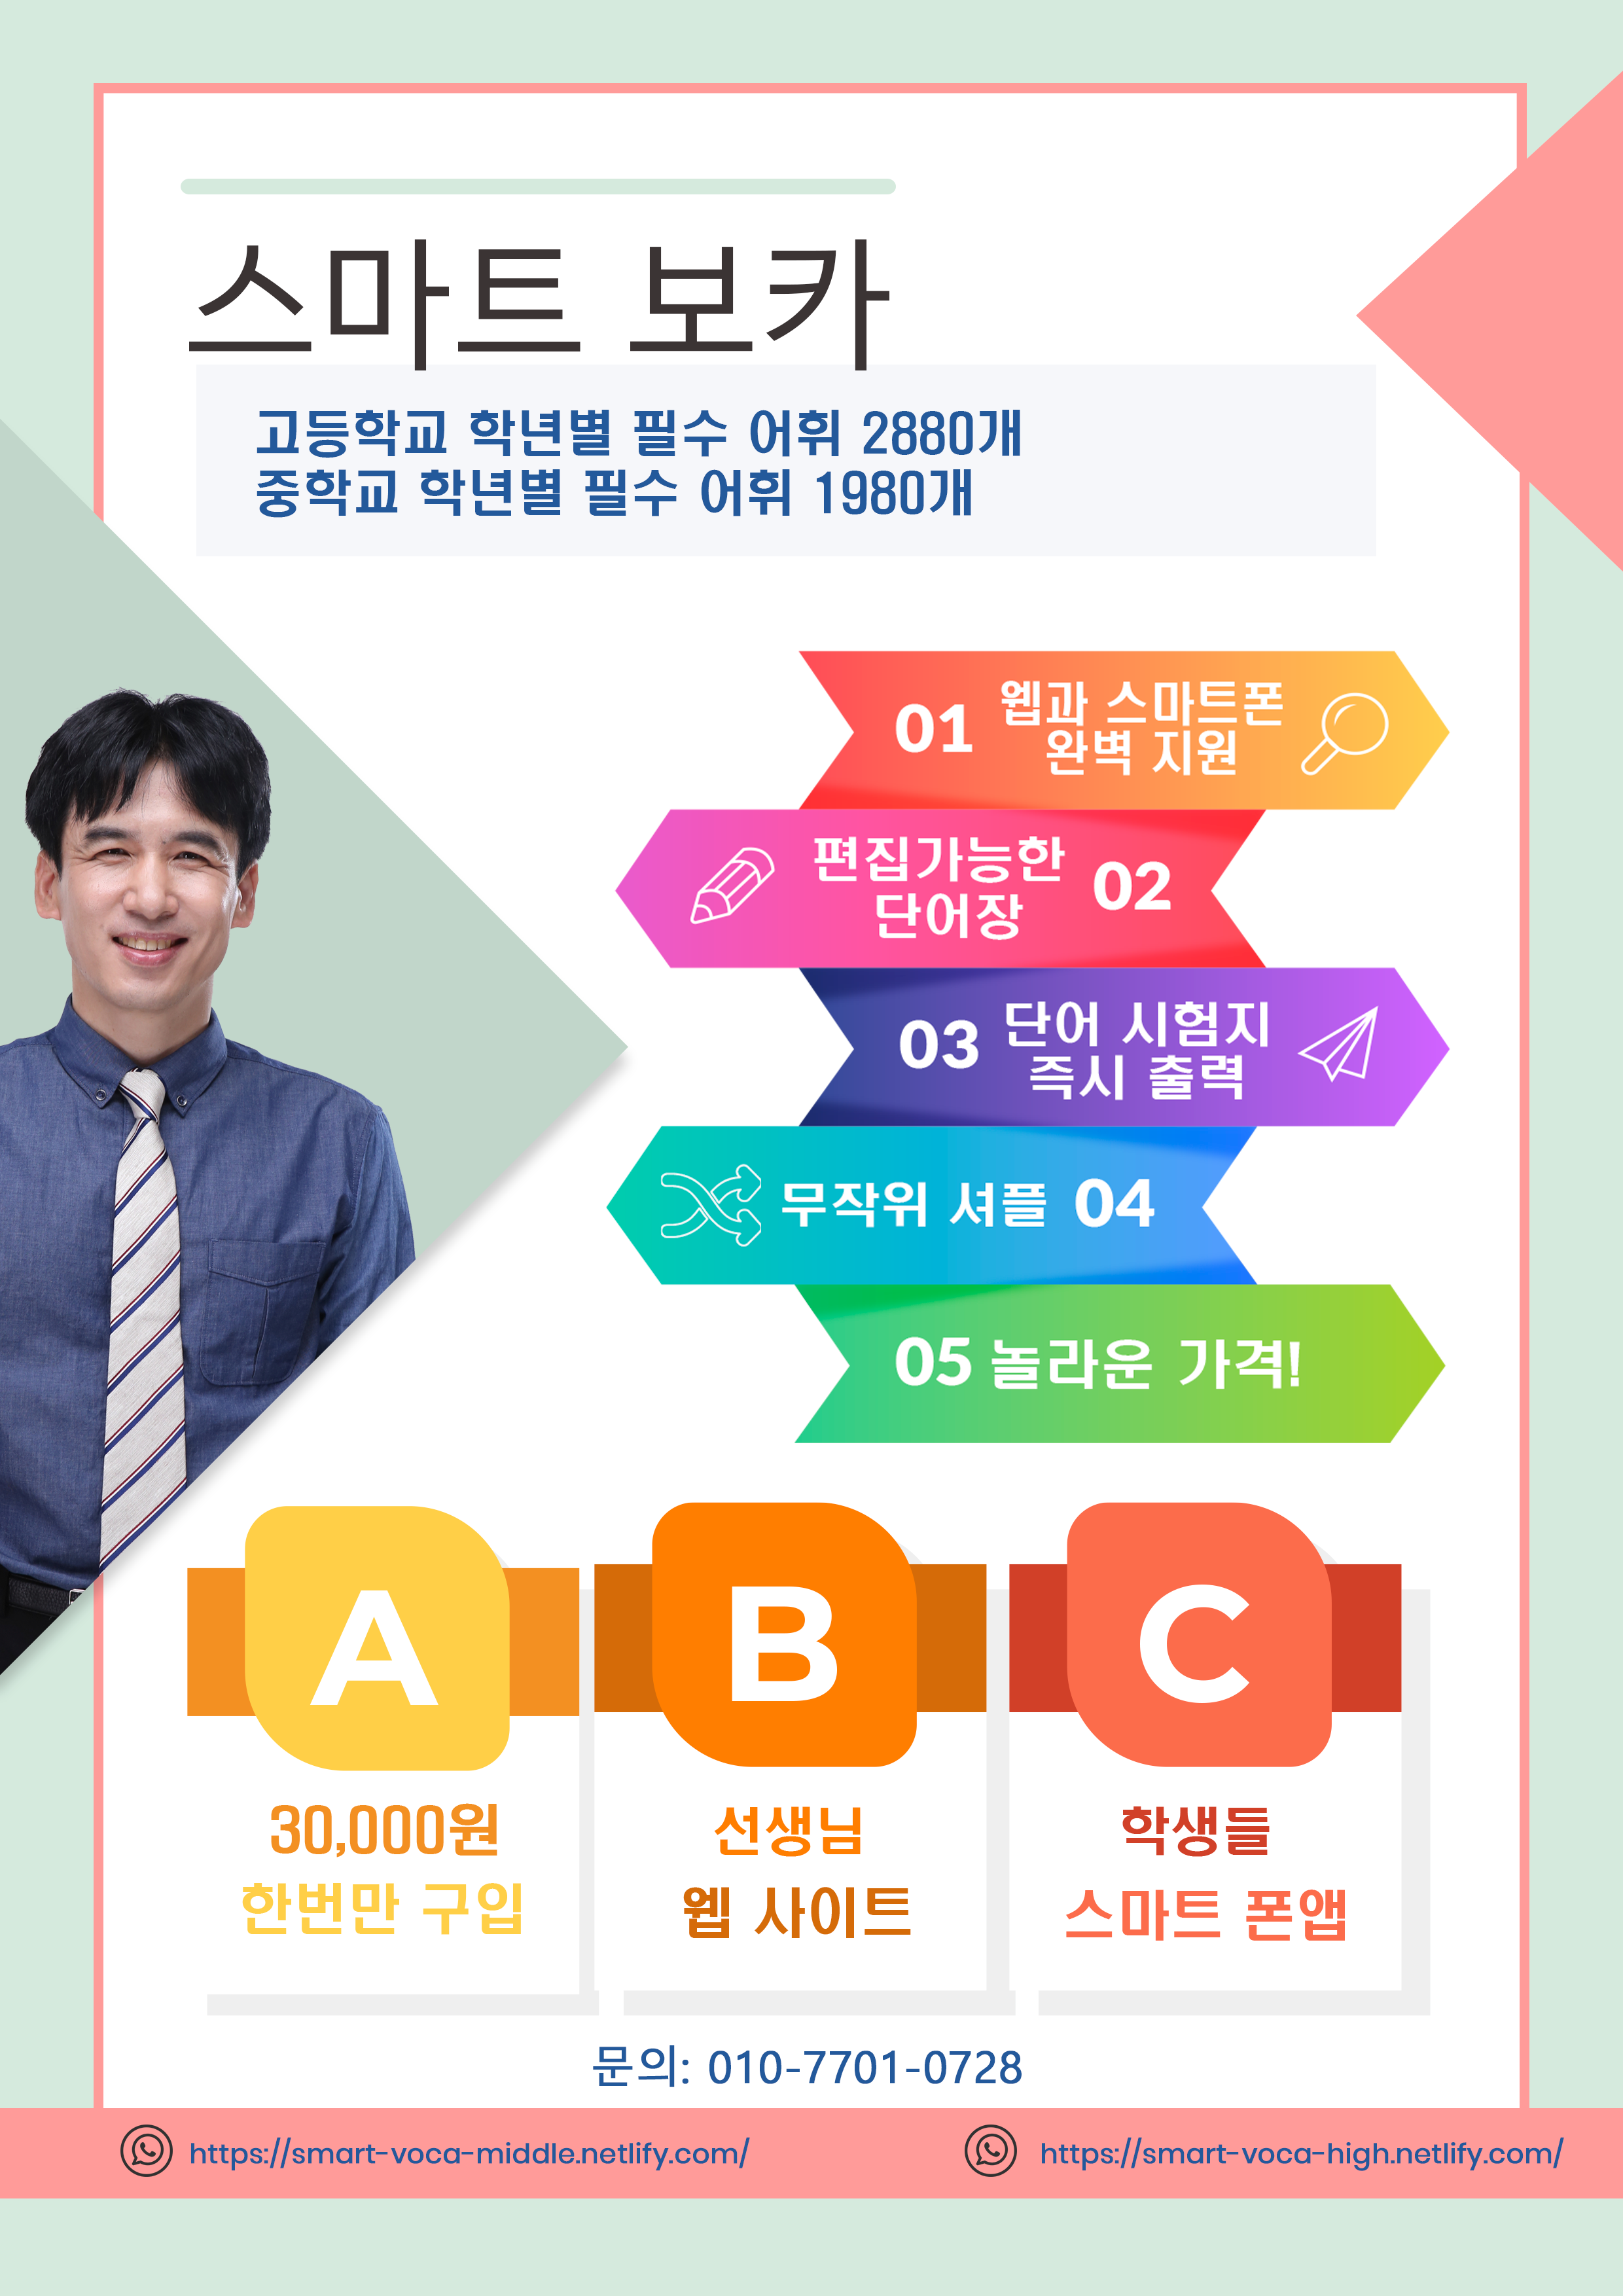 스마트 보카
고등학교 학년별 필수 어휘 2880개
중학교 학년별 필수 어휘 1980개
01 웹과 스마트폰
완벽 지원
편집가능한
단어장 02
03 단어 시험지
즉시 출력
무작위 셔플 04
05 놀라운 가격!
A
30,000원
한번만 구입
B
선생님
웹 사이트
C
학생들
스마트 폰앱
문의: 010-7701-0728
https://smart-voca-middle.netlify.com/
https://smart-voca-high.netlify.com/